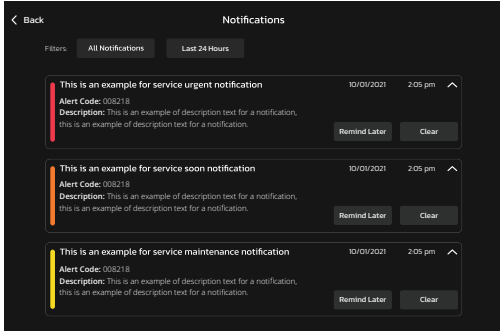 Back
Notifications
Filters:
All Notifications
Last 24 Hours
This is an example for service urgent notification
10/01/2021
2:05 pm
Alert Code: 008218
Description: This is an example of description text for a notification,
this is an example of description text for a notification.
Remind Later
Clear
This is an example for service soon notification
10/01/2021
2:05 pm
Alert Code: 008218
Description: This is an example of description text for a notification,
this is an example of description text for a notification.
Remind Later
Clear
This is an example for service maintenance notification
10/01/2021
2:05 pm
Alert Code: 008218
Description: This is an example of description text for a notification,
this is an example of description text for a notification.
Remind Later
Clear